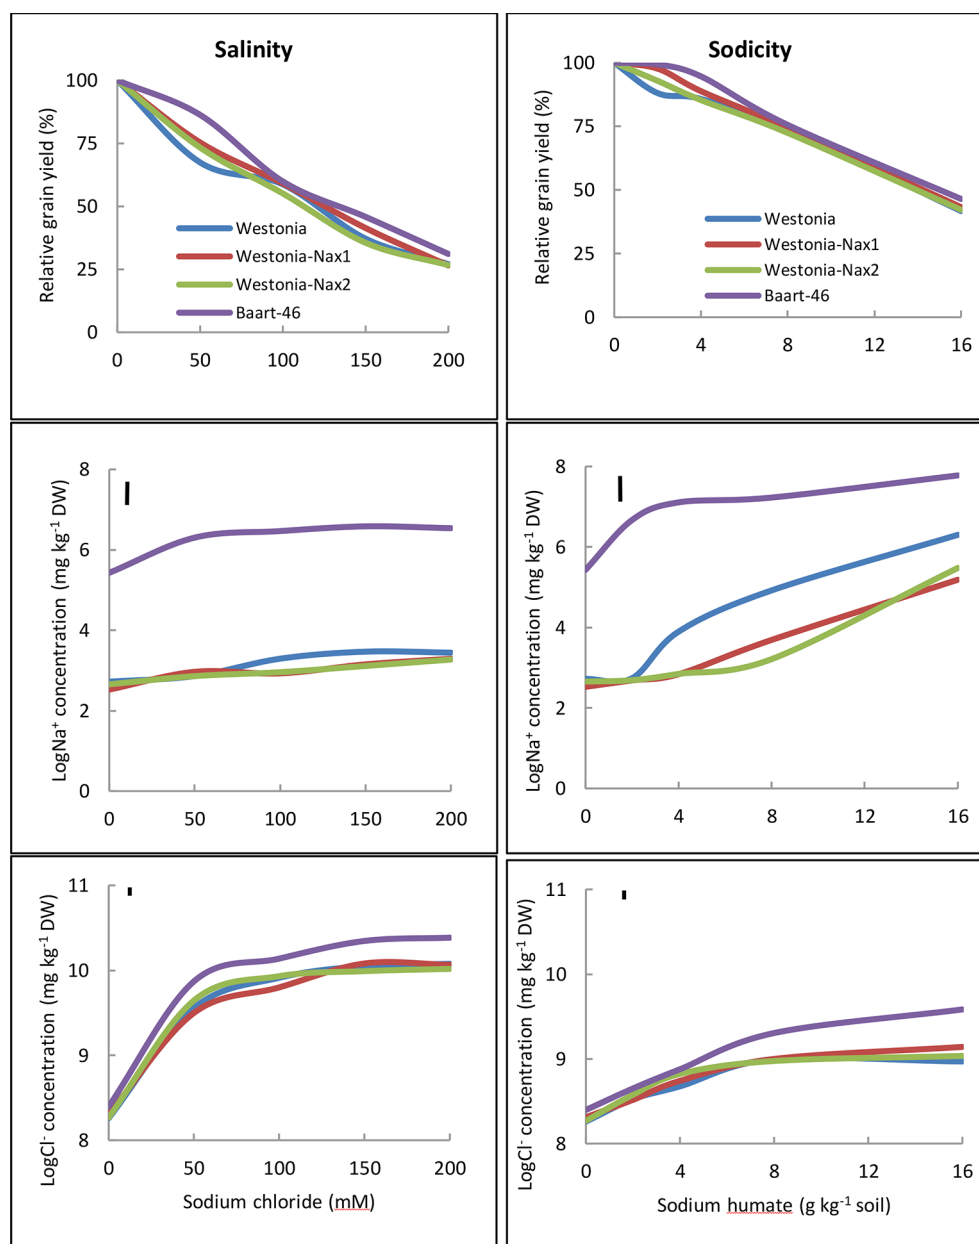 Salinity
Relative grain yield (%)
100
75
50
25
0
Westonia
Westonia-Nax1
Westonia-Nax2
Baart-46
0 50 100 150 200
Sodicity
Relative grain yield (%)
100
75
50
25
0
Westonia
Westonia-Nax1
Westonia-Nax2
Baart-46
0 4 8 12 16
LogNa⁺ concentration (mg kg⁻¹ DW)
8
6
4
2
0
0 50 100 150 200
LogNa⁺ concentration (mg kg⁻¹ DW)
8
6
4
2
0
0 4 8 12 16
LogCl⁻ concentration (mg kg⁻¹ DW)
11
10
9
8
0 50 100 150 200
Sodium chloride (mM)
LogCl⁻ concentration (mg kg⁻¹ DW)
11
10
9
8
0 4 8 12 16
Sodium humate (g kg⁻¹ soil)